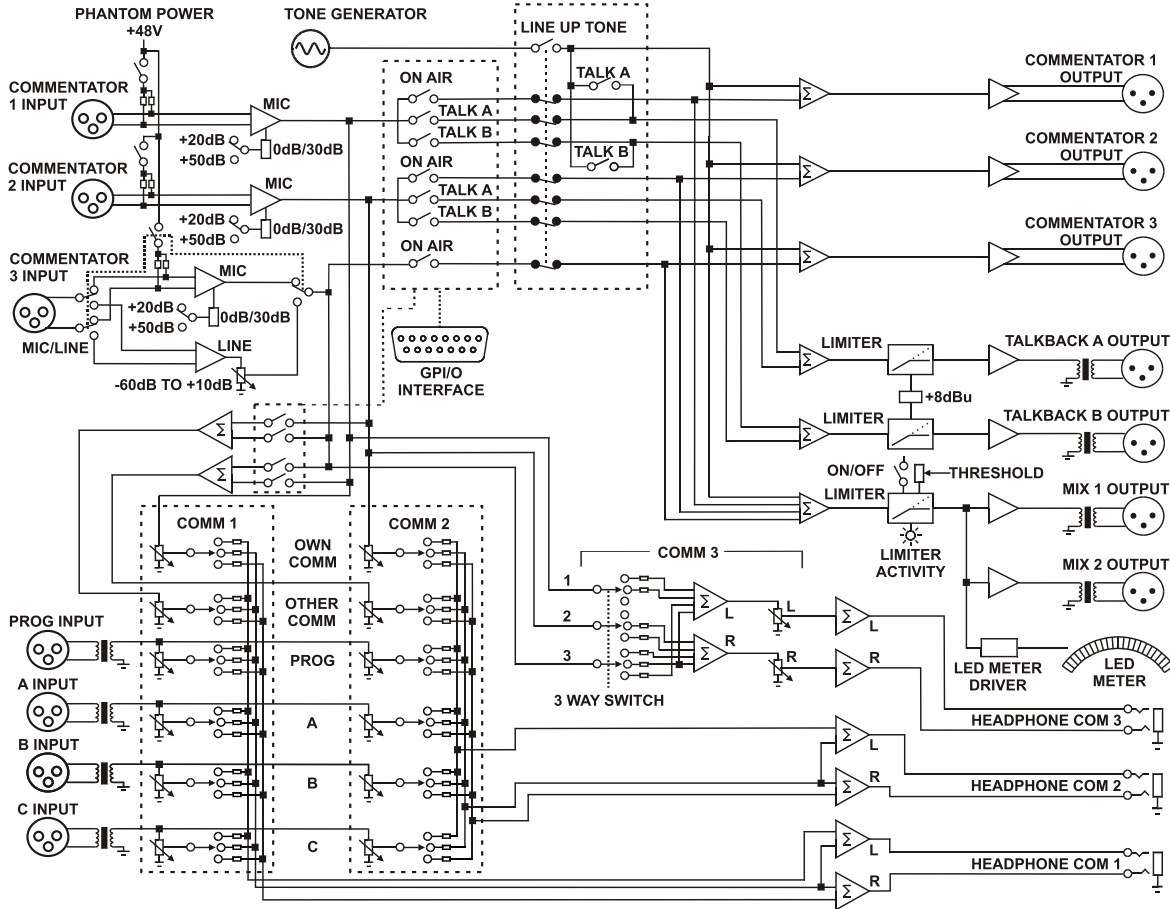 PHANTOM POWER
+48V
TONE GENERATOR
LINE UP TONE
COMMENTATOR
1 INPUT
MIC
+20dB
+50dB
0dB/30dB
ON AIR
TALK A
TALK B
TALK A
TALK B
Σ
COMMENTATOR 1
OUTPUT
COMMENTATOR
2 INPUT
MIC
+20dB
+50dB
0dB/30dB
ON AIR
TALK A
TALK B
Σ
COMMENTATOR 2
OUTPUT
COMMENTATOR
3 INPUT
MIC/LINE
MIC
+20dB
+50dB
0dB/30dB
LINE
-60dB TO +10dB
ON AIR
Σ
COMMENTATOR 3
OUTPUT
GPI/O
INTERFACE
Σ
LIMITER
TALKBACK A OUTPUT
+8dBu
Σ
LIMITER
TALKBACK B OUTPUT
ON/OFF
THRESHOLD
Σ
LIMITER
LIMITER
ACTIVITY
MIX 1 OUTPUT
MIX 2 OUTPUT
LED METER
DRIVER
LED
METER
Σ
Σ
COMM 1
COMM 2
OWN
COMM
OTHER
COMM
PROG
A
B
C
PROG INPUT
A INPUT
B INPUT
C INPUT
COMM 3
1
2
3
3 WAY SWITCH
Σ
L
R
Σ
L
R
Σ
L
Σ
R
HEADPHONE COM 3
Σ
L
Σ
R
HEADPHONE COM 2
Σ
L
Σ
R
HEADPHONE COM 1